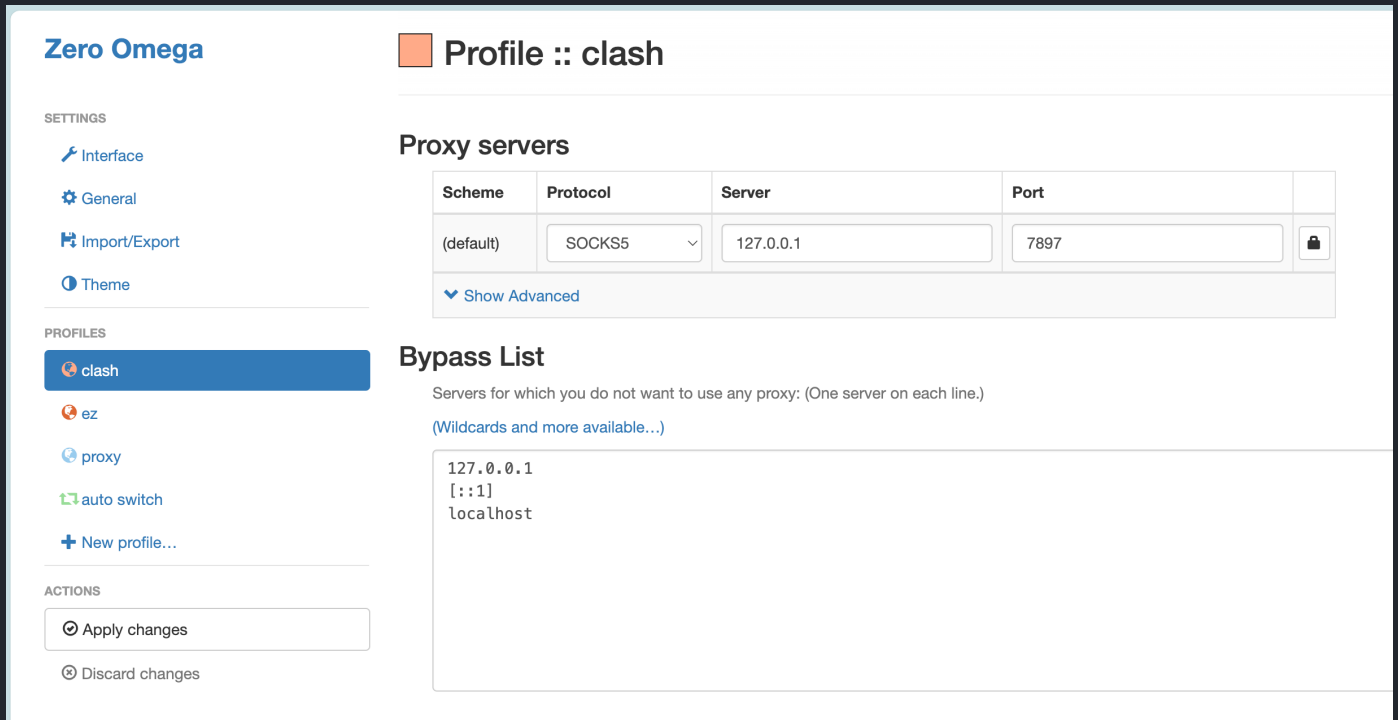 Zero Omega
SETTINGS
Interface
General
Import/Export
Theme
PROFILES
clash
ez
proxy
auto switch
New profile…
ACTIONS
Apply changes
Discard changes
Profile :: clash
Proxy servers
Scheme Protocol Server Port
(default) SOCKS5 127.0.0.1 7897
Show Advanced
Bypass List
Servers for which you do not want to use any proxy: (One server on each line.)
(Wildcards and more available…)
127.0.0.1
[::1]
localhost